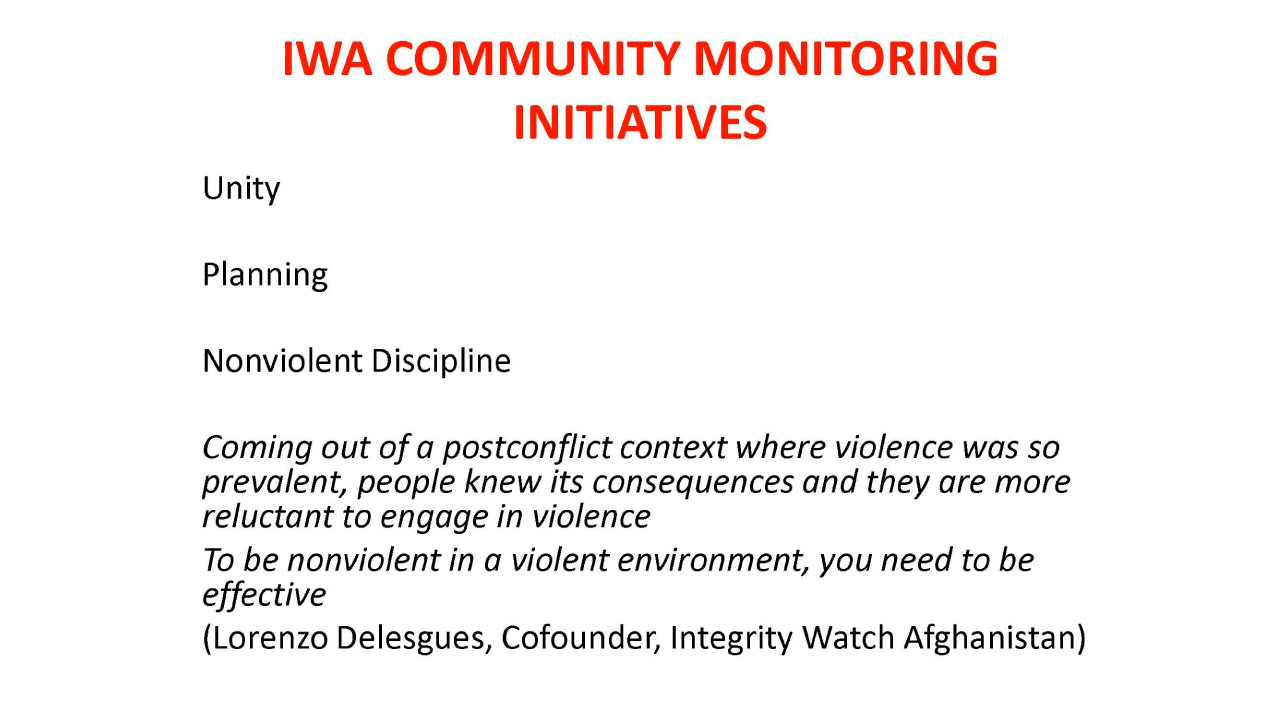 IWA COMMUNITY MONITORING
INITIATIVES
Unity
Planning
Nonviolent Discipline
Coming out of a postconflict context where violence was so
prevalent, people knew its consequences and they are more
reluctant to engage in violence
To be nonviolent in a violent environment, you need to be
effective
(Lorenzo Delesgues, Cofounder, Integrity Watch Afghanistan)